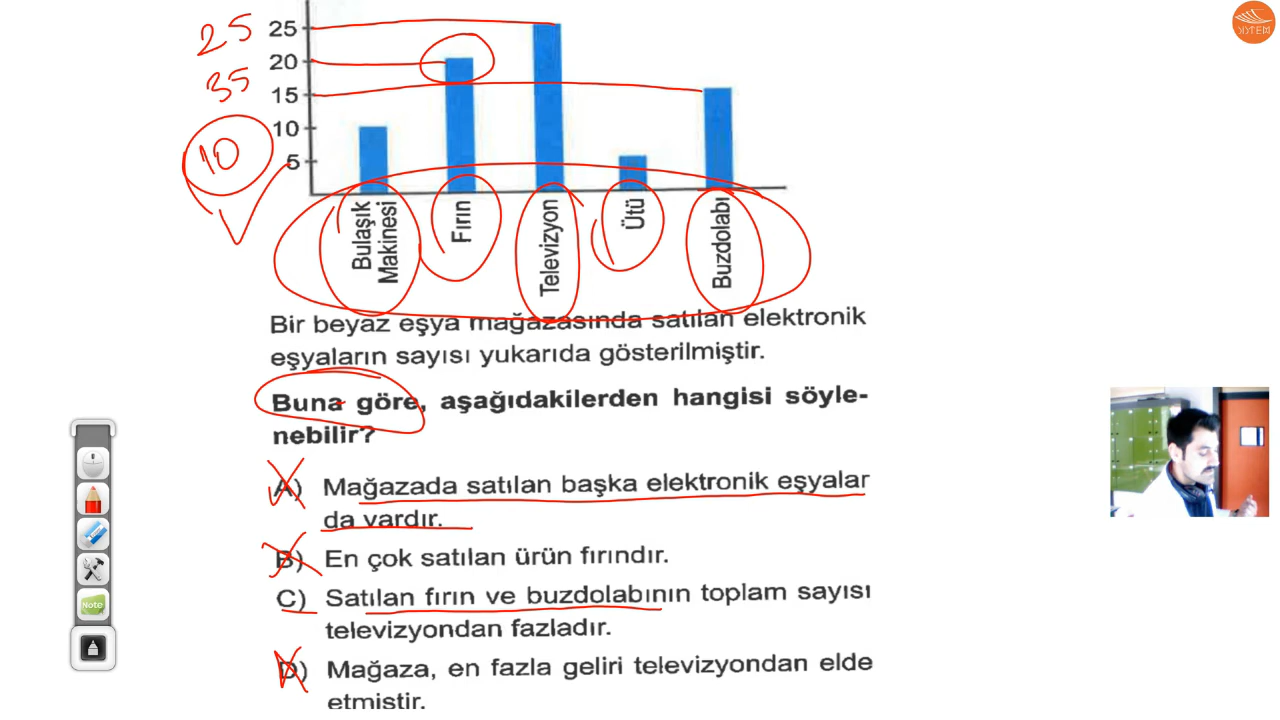 25
25
20
35
15
10
10
5
Bulaşık
Makinesi
Fırın
Televizyon
Ütü
Buzdolabı
Bir beyaz eşya mağazasında satılan elektronik
eşyaların sayısı yukarıda gösterilmiştir.
Buna göre, aşağıdakilerden hangisi söyle-
nebilir?
A) Mağazada satılan başka elektronik eşyalar
da vardır.
B) En çok satılan ürün fırındır.
C) Satılan fırın ve buzdolabının toplam sayısı
televizyondan fazladır.
D) Mağaza, en fazla geliri televizyondan elde
etmiştir.
Note